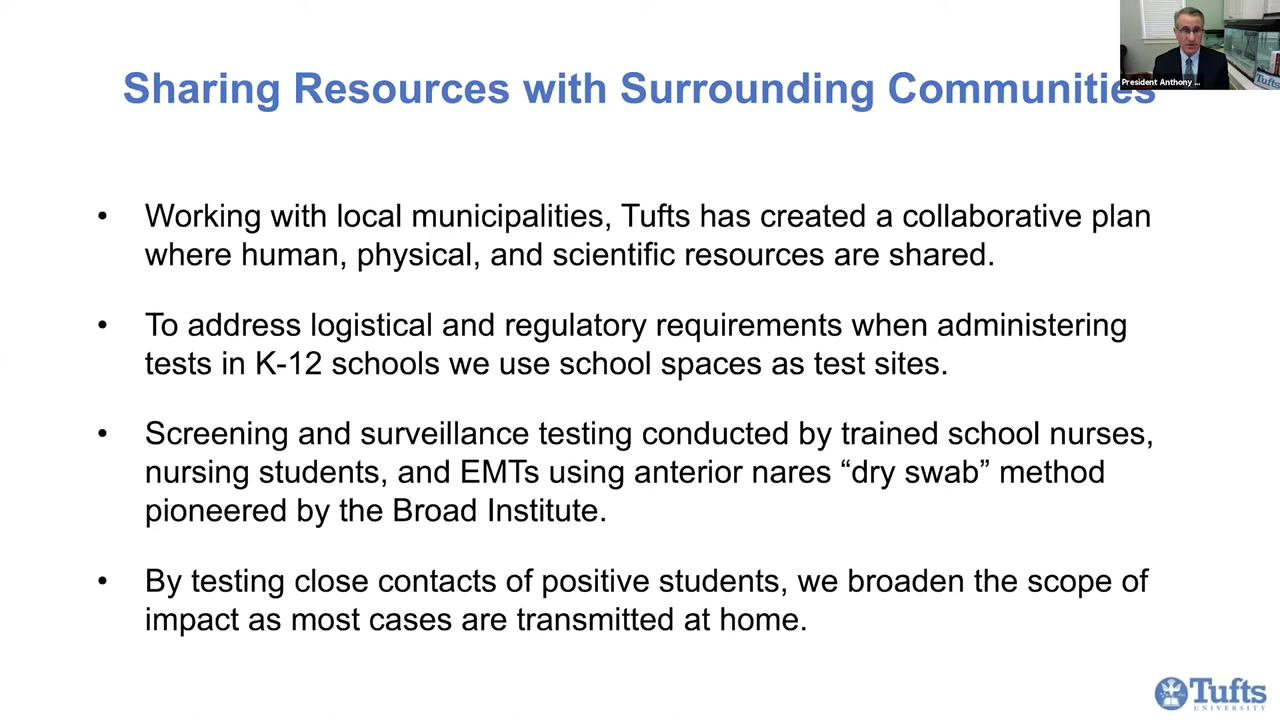 Sharing Resources with Surrounding Communities
President Anthony ...
Tufts
• Working with local municipalities, Tufts has created a collaborative plan
where human, physical, and scientific resources are shared.
• To address logistical and regulatory requirements when administering
tests in K-12 schools we use school spaces as test sites.
• Screening and surveillance testing conducted by trained school nurses,
nursing students, and EMTs using anterior nares “dry swab” method
pioneered by the Broad Institute.
• By testing close contacts of positive students, we broaden the scope of
impact as most cases are transmitted at home.
Tufts
UNIVERSITY